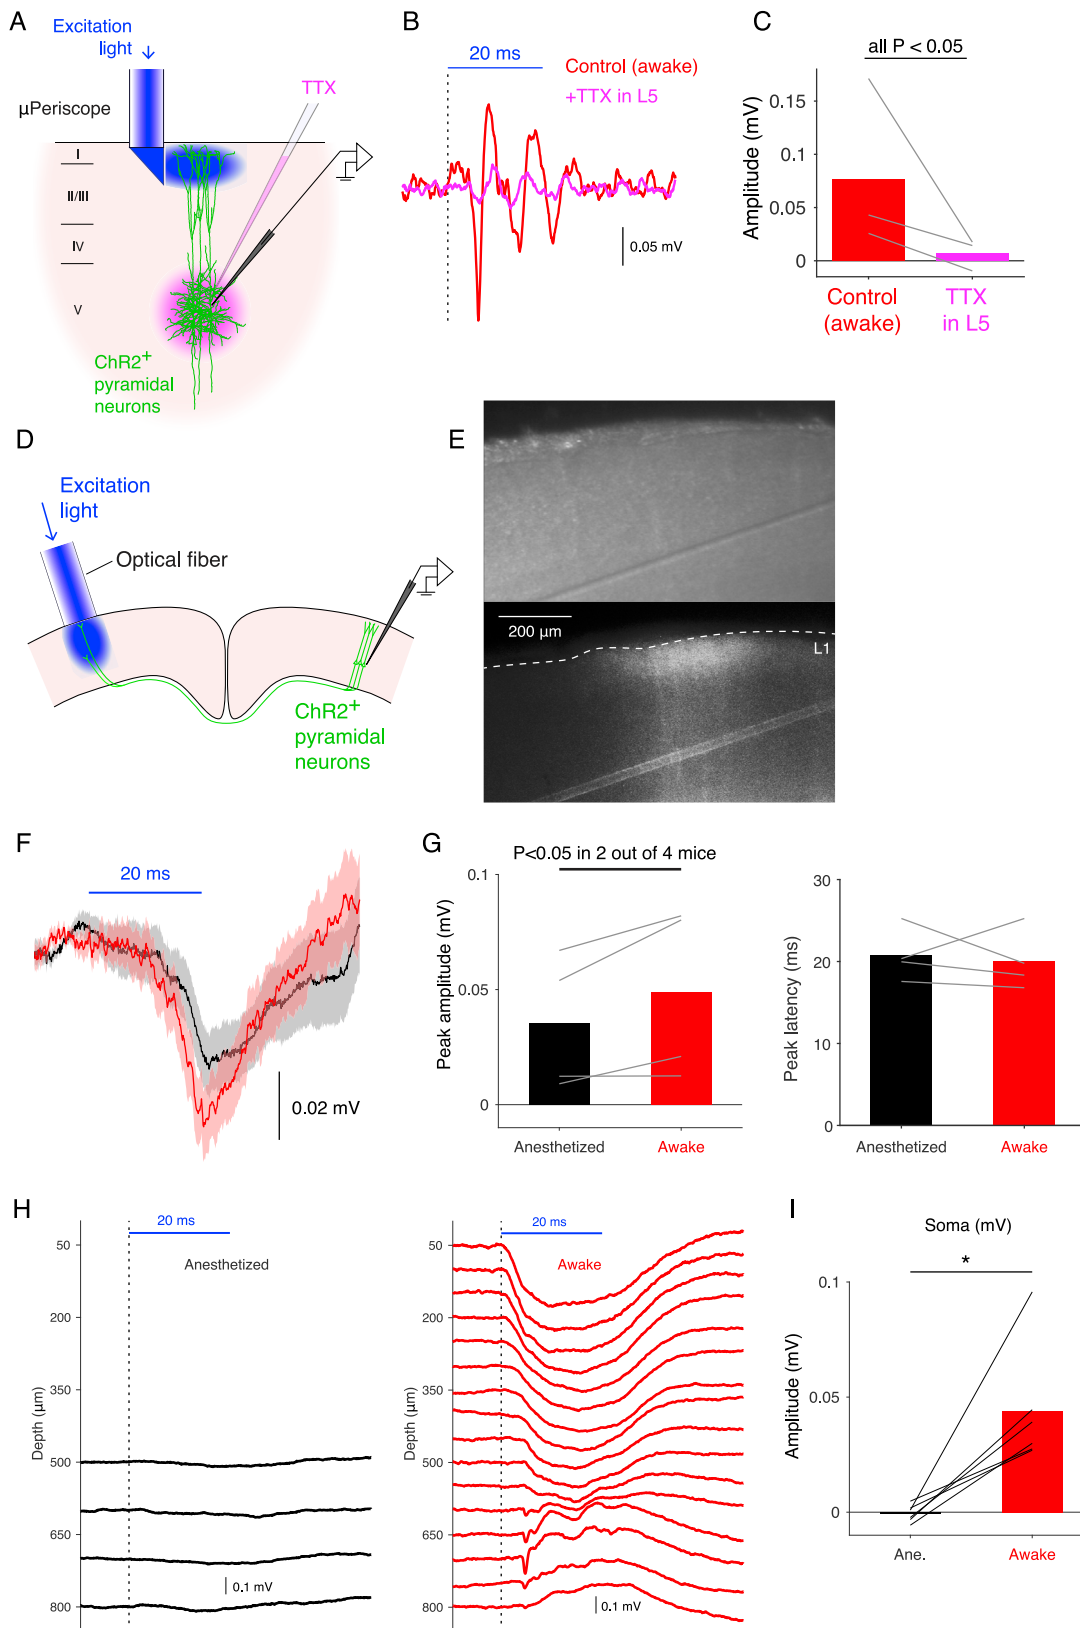 A
Excitation
light
TTX
µPeriscope
I
II/III
IV
V
ChR2+
pyramidal
neurons
B
20 ms
Control (awake)
+TTX in L5
0.05 mV
C
all P < 0.05
Amplitude (mV)
0.15
0.1
0.05
0
Control
(awake)
TTX
in L5
D
Excitation
light
Optical fiber
ChR2+
pyramidal
neurons
E
200 µm
L1
F
20 ms
0.02 mV
G
P<0.05 in 2 out of 4 mice
Peak amplitude (mV)
0.1
0.05
0
Anesthetized
Awake
Peak latency (ms)
30
20
10
0
Anesthetized
Awake
H
20 ms
Anesthetized
Depth (µm)
50
200
350
500
650
800
0.1 mV
20 ms
Awake
Depth (µm)
50
200
350
500
650
800
0.1 mV
I
Soma (mV)
*
Amplitude (mV)
0.1
0.05
0
Ane.
Awake